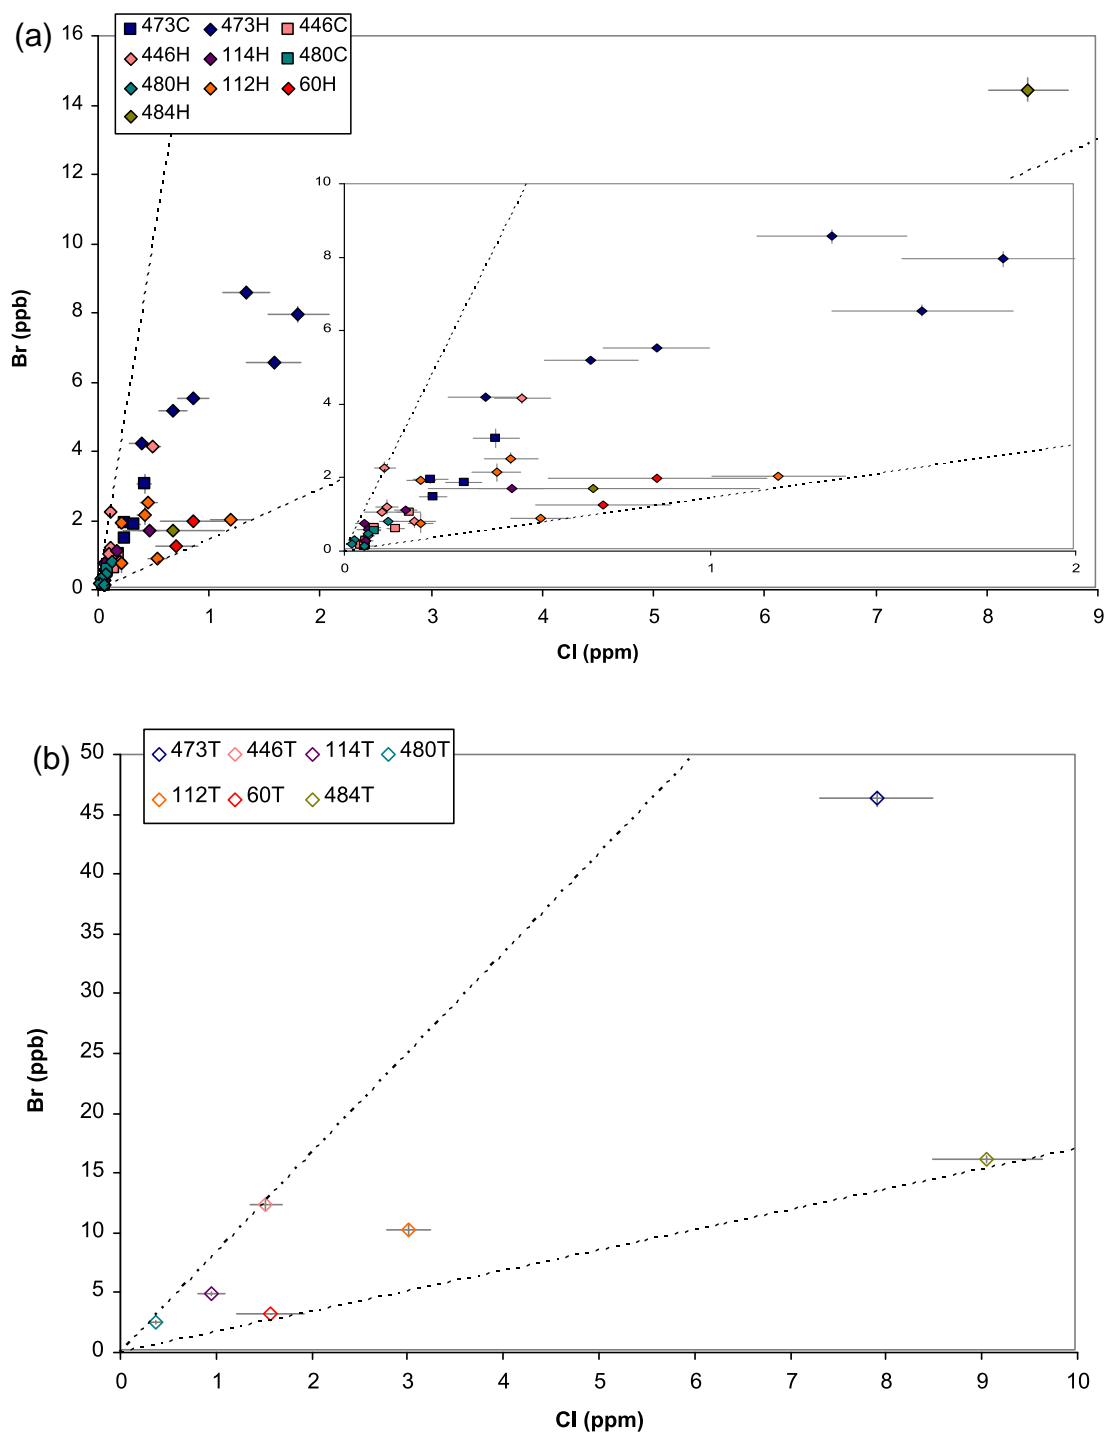 (a)
473C 473H 446C
446H 114H 480C
480H 112H 60H
484H
16
14
12
10
8
6
4
2
0
Br (ppb)
10
8
6
4
2
0
0 1 2
0 1 2 3 4 5 6 7 8 9
Cl (ppm)
(b)
473T 446T 114T 480T
112T 60T 484T
50
45
40
35
30
25
20
15
10
5
0
Br (ppb)
0 1 2 3 4 5 6 7 8 9 10
Cl (ppm)